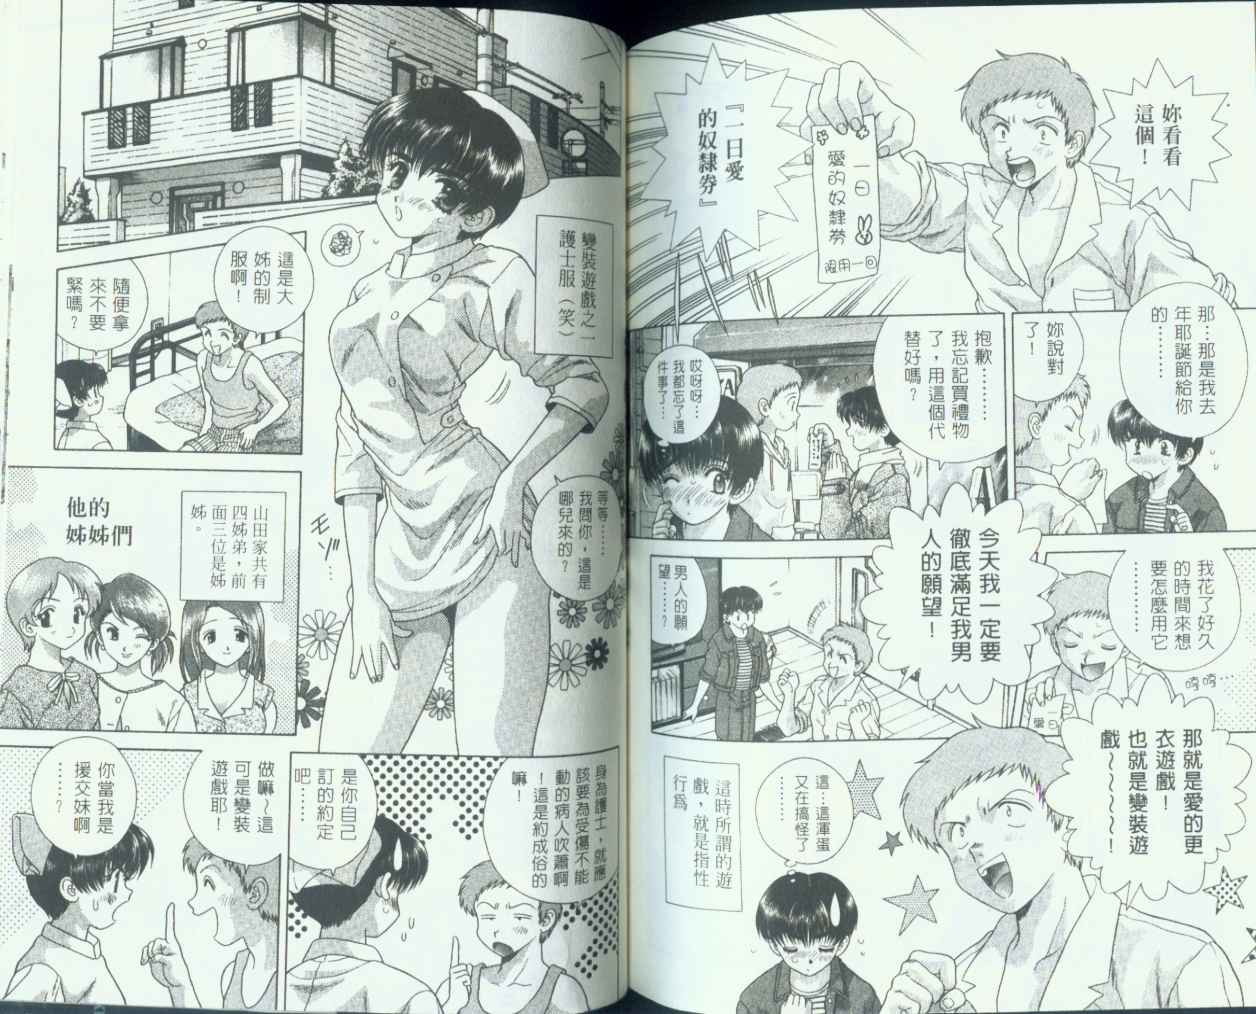 妳看看
這個！
『一日愛
的奴隸券』
一日
愛的奴隸券
限用一回
那…那是我去
年耶誕節給你
的…………
妳說對
了！
抱歉………
我忘記買禮物
了，用這個代
替好嗎？
哎呀呀…
我都忘了這
件事了…
我花了好久
的時間來想
要怎麼用它
…………
嘻嘻…
今天我一定要
徹底滿足我男
人的願望！
男人的願
望……？
那就是愛的更
衣遊戲！
也就是變裝遊
戲～～～～！
這…這渾蛋
又在搞怪了
這時所謂的遊
戲，就是指性
行為
變裝遊戲之一
護士服（笑）
這是大
姊的制
服啊！
隨便拿
來不要
緊嗎？
等等……
我問你，這是
哪兒來的？
モゾ…
山田家共有
四姊弟，前
面三位是姊
姊。
他的
姊姊們
身為護士，就應
該要為受傷不能
動的病人吹簫啊
！這是約成俗的
嘛！
是你自己
訂的約定
吧……
做嘛～這
可是變裝
遊戲耶！
你當我是
援交妹啊
……？